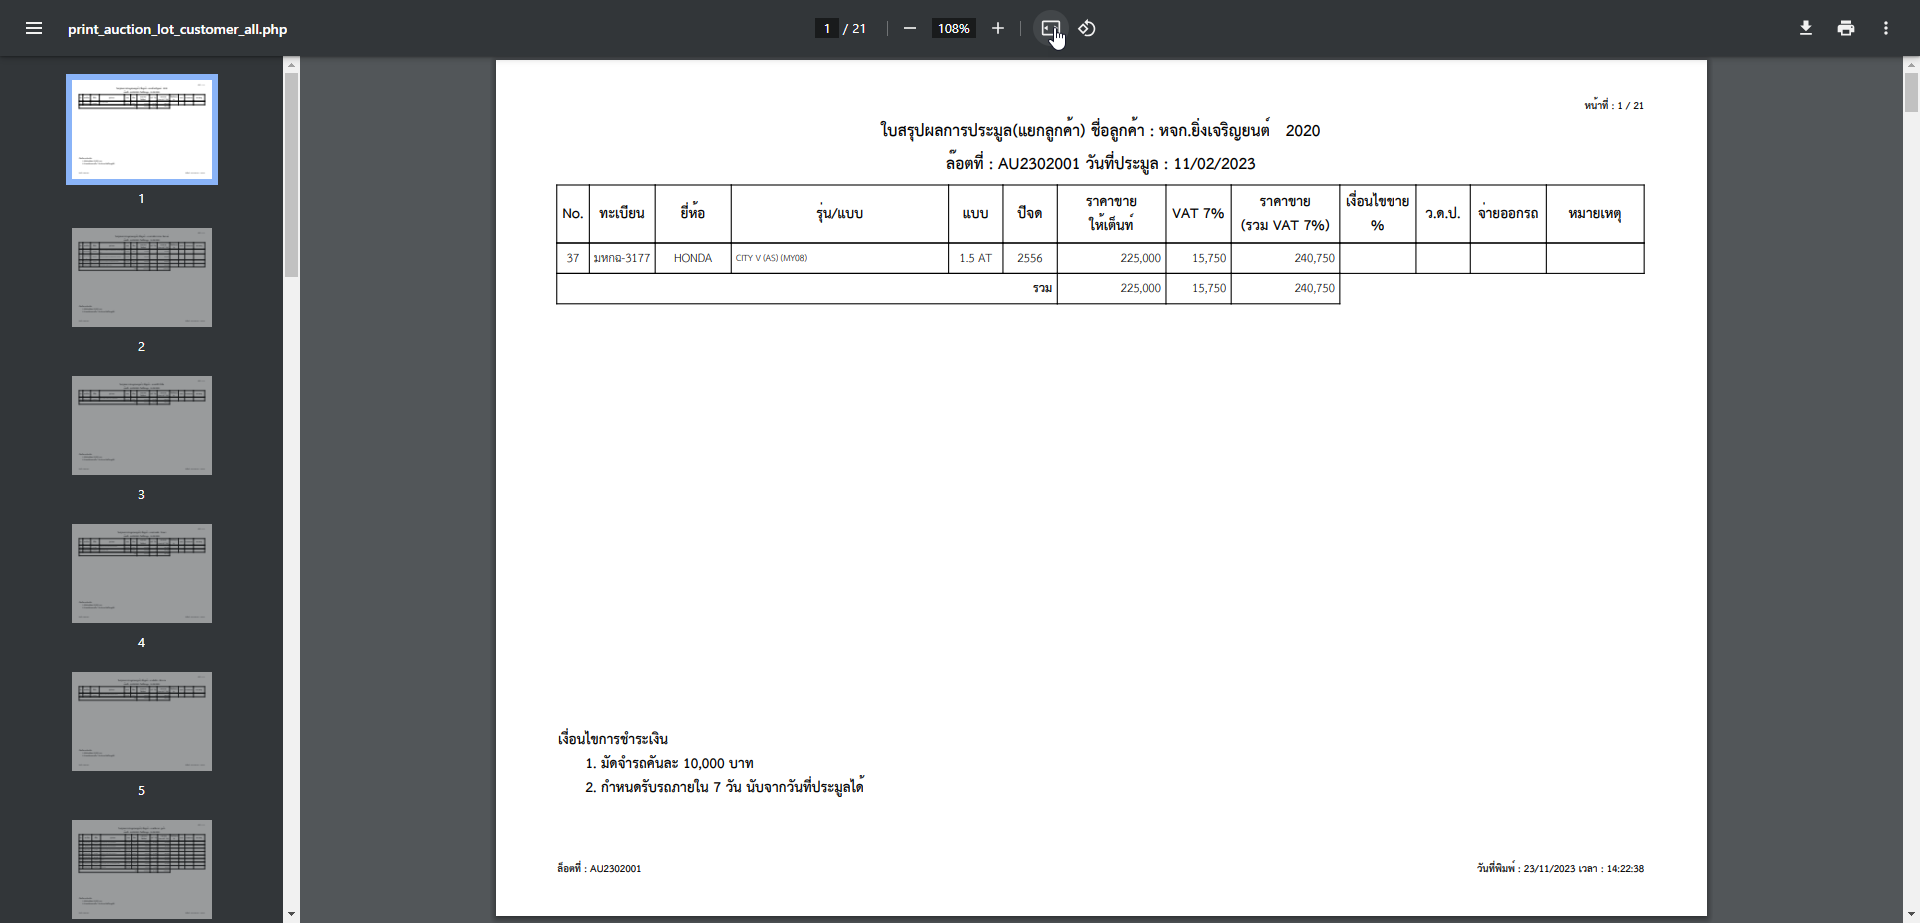 print_auction_lot_customer_all.php
1 / 21
108%
1
2
3
4
5
หน้าที่ : 1 / 21
ใบสรุปผลการประมูล(แยกลูกค้า) ชื่อลูกค้า : หจก.ยิ่งเจริญยนต์ 2020
ล๊อตที่ : AU2302001 วันที่ประมูล : 11/02/2023
No. ทะเบียน ยี่ห้อ รุ่น/แบบ แบบ ปีจด ราคาขาย ให้เต็นท์ VAT 7% ราคาขาย (รวม VAT 7%) เงื่อนไขขาย % ว.ด.ป. จ่ายออกรถ หมายเหตุ
37 มหกฉ-3177 HONDA CITY V (AS) (MY08) 1.5 AT 2556 225,000 15,750 240,750
รวม 225,000 15,750 240,750
เงื่อนไขการชำระเงิน
1. มัดจำรถคันละ 10,000 บาท
2. กำหนดรับรถภายใน 7 วัน นับจากวันที่ประมูลได้
ล็อตที่ : AU2302001
วันที่พิมพ์ : 23/11/2023 เวลา : 14:22:38